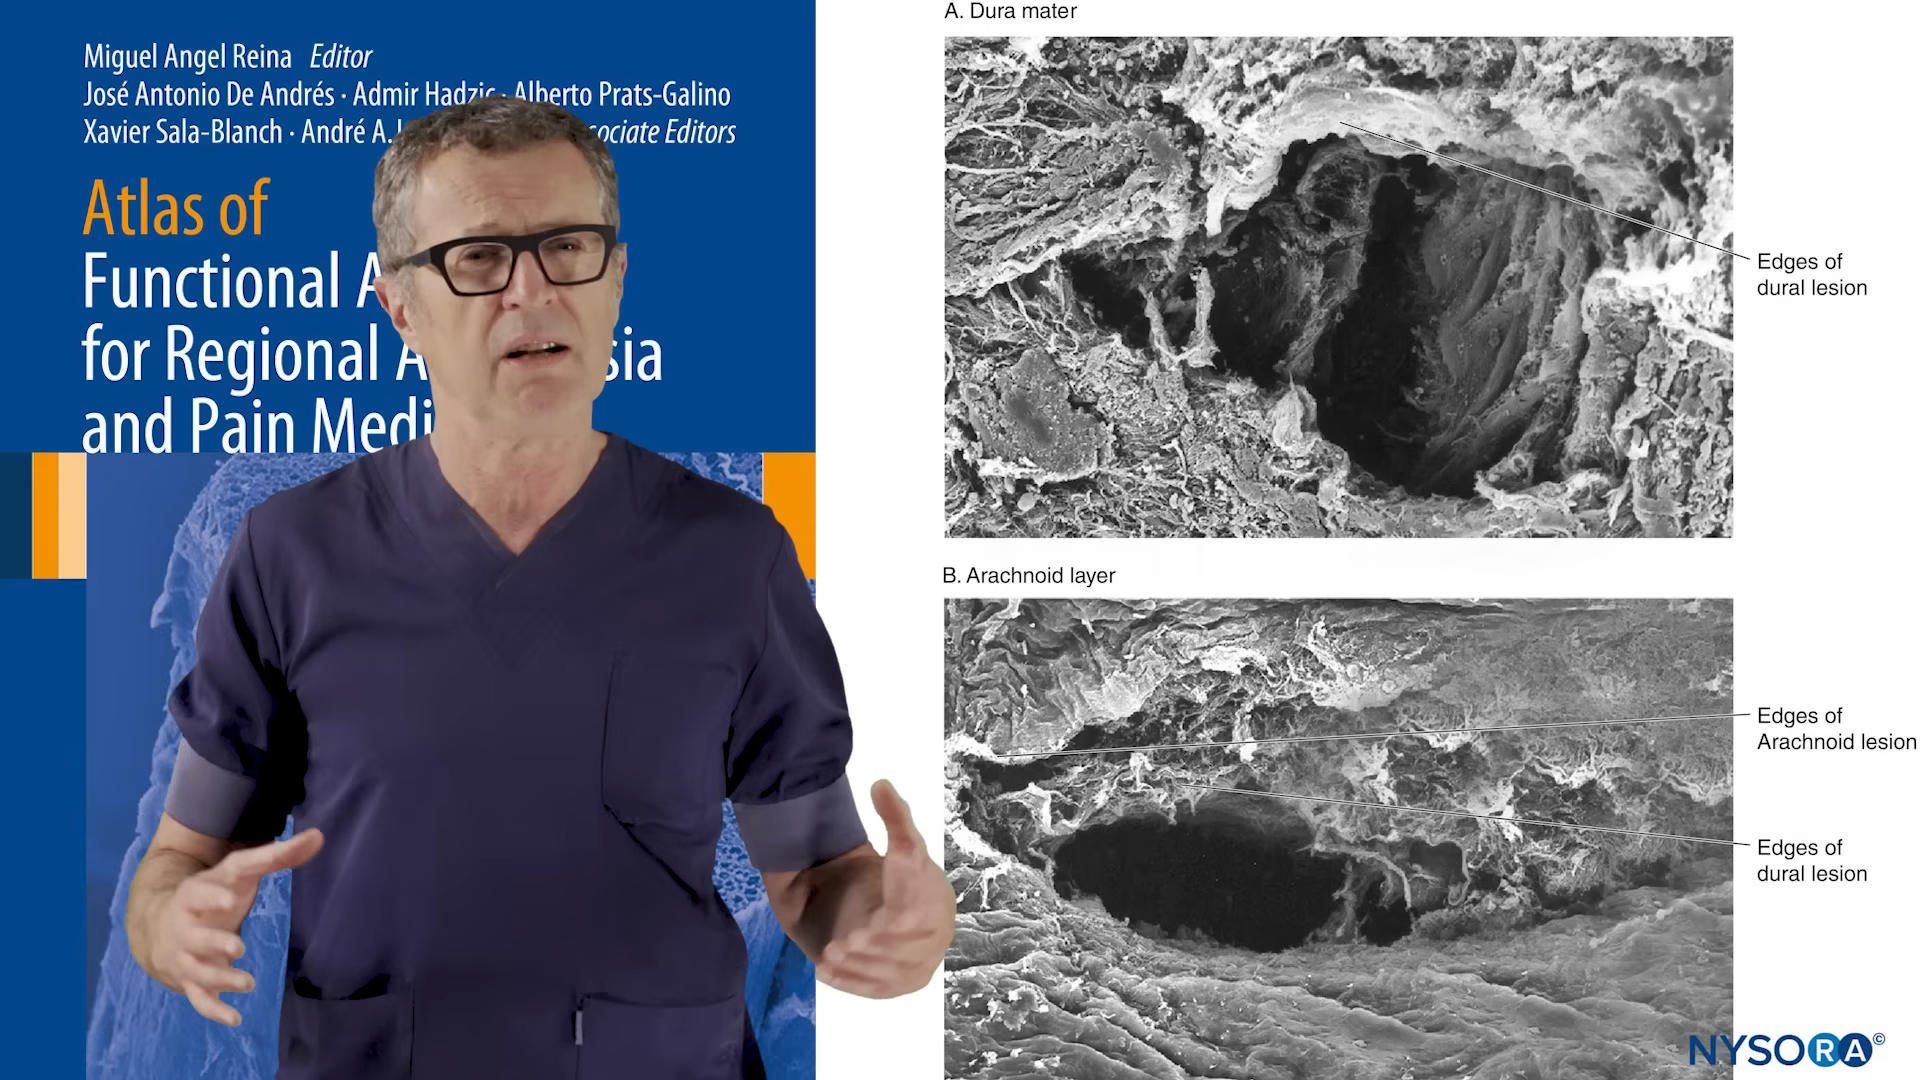 Miguel Angel Reina Editor
José Antonio De Andrés · Admir Hadzic · Alberto Prats-Galino
Xavier Sala-Blanch · André A. Editors
Atlas of
Functional
for Regional
and Pain
A. Dura mater
Edges of
dural lesion
B. Arachnoid layer
Edges of
Arachnoid lesion
Edges of
dural lesion
NYSORA©